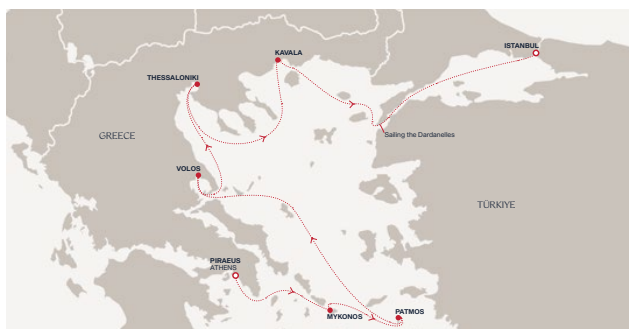 ISTANBUL
KAVALA
THESSALONIKI
Sailing the Dardanelles
GREECE
VOLOS
TÜRKIYE
PIRAEUS
ATHENS
MYKONOS
PATMOS